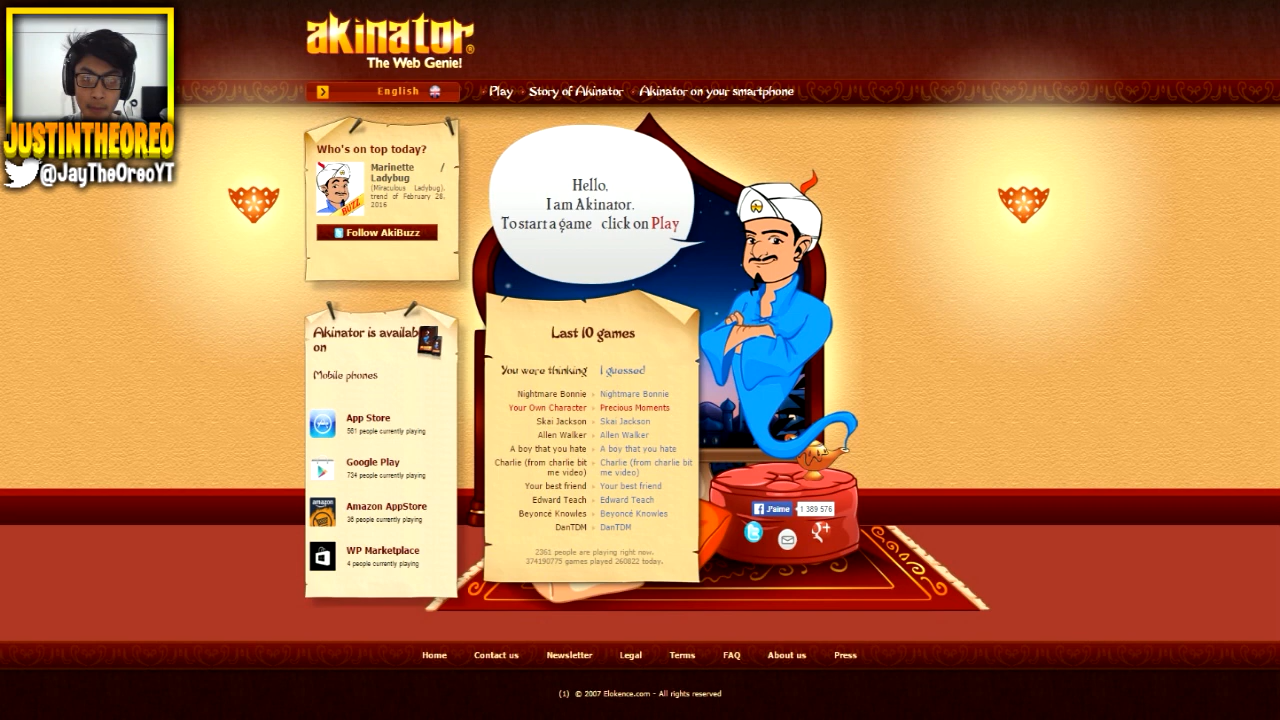 akinator®
The Web Genie!
English
Play
Story of Akinator
Akinator on your smartphone
JUSTINTHEOREO
@JayTheOreoYT
Who's on top today?
Marinette /
Ladybug
(Miraculous Ladybug).
trend of February 28,
2016
BUZZ
Follow AkiBuzz
Hello,
I am Akinator.
To start a game click on Play
Akinator is availab
on
Mobile phones
App Store
581 people currently playing
Google Play
734 people currently playing
amazon
Amazon AppStore
36 people currently playing
WP Marketplace
4 people currently playing
Last 10 games
You were thinking I guessed
Nightmare Bonnie Nightmare Bonnie
Your Own Character Precious Moments
Skai Jackson Skai Jackson
Allen Walker Allen Walker
A boy that you hate A boy that you hate
Charlie (from charlie bit Charlie (from charlie bit
me video) me video)
Your best friend Your best friend
Edward Teach Edward Teach
Beyoncé Knowles Beyoncé Knowles
DanTDM DanTDM
2361 people are playing right now.
374190775 games played 260822 today.
J'aime 1 389 576
Home Contact us Newsletter Legal Terms FAQ About us Press
(1) © 2007 Elokence.com - All rights reserved